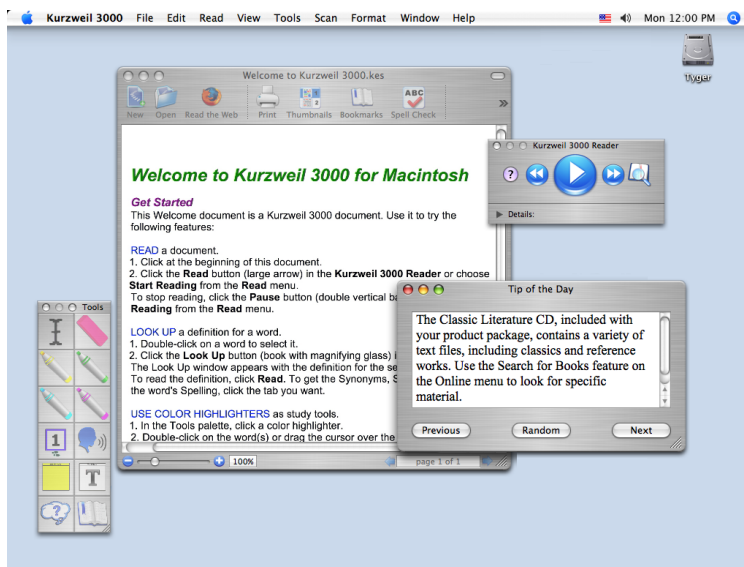 Kurzweil 3000 File Edit Read View Tools Scan Format Window Help Mon 12:00 PM
Tyger
Welcome to Kurzweil 3000.kes
ABC
New Open Read the Web Print Thumbnails Bookmarks Spell Check
Welcome to Kurzweil 3000 for Macintosh
Get Started
This Welcome document is a Kurzweil 3000 document. Use it to try the
following features:
READ a document.
1. Click at the beginning of this document.
2. Click the Read button (large arrow) in the Kurzweil 3000 Reader or choose
Start Reading from the Read menu.
To stop reading, click the Pause button (double vertical
Reading from the Read menu.
LOOK UP a definition for a word.
1. Double-click on a word to select it.
2. Click the Look Up button (book with magnifying glass)
The Look Up window appears with the definition for the
To read the definition, click Read. To get the Synonyms,
the word's Spelling, click the tab you want.
USE COLOR HIGHLIGHTERS as study tools.
1. In the Tools palette, click a color highlighter.
2. Double-click on the word(s) or drag the cursor over the
100%
page 1 of 1
Kurzweil 3000 Reader
?
Details:
Tip of the Day
The Classic Literature CD, included with
your product package, contains a variety of
text files, including classics and reference
works. Use the Search for Books feature on
the Online menu to look for specific
material.
Previous Random Next
Tools
1
T
?